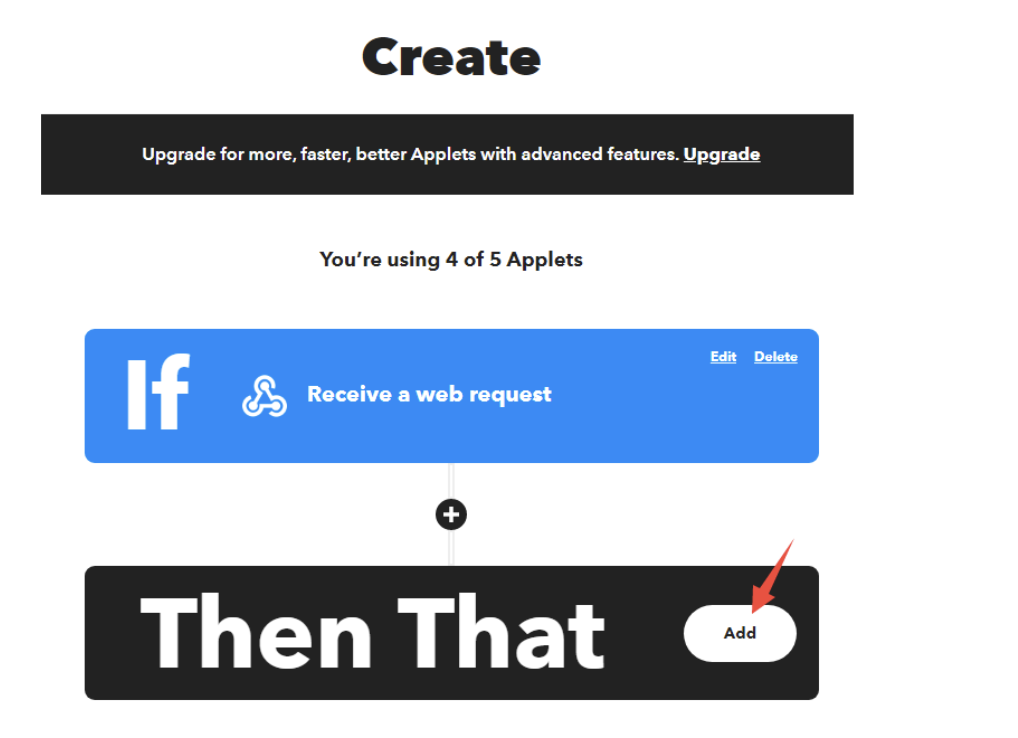 Create
Upgrade for more, faster, better Applets with advanced features. Upgrade
You're using 4 of 5 Applets
If
Receive a web request
Edit Delete
Then That
Add